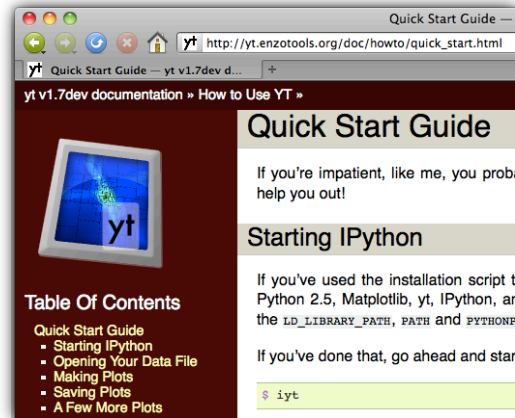 Quick Start Guide —
yt http://yt.enzotools.org/doc/howto/quick_start.html
yt Quick Start Guide — yt v1.7dev d... +
yt v1.7dev documentation » How to Use YT »
yt
Table Of Contents
Quick Start Guide
Starting IPython
Opening Your Data File
Making Plots
Saving Plots
A Few More Plots
Quick Start Guide
If you're impatient, like me, you proba
help you out!
Starting IPython
If you've used the installation script t
Python 2.5, Matplotlib, yt, IPython, an
the LD_LIBRARY_PATH, PATH and PYTHONP
If you've done that, go ahead and star
$ iyt